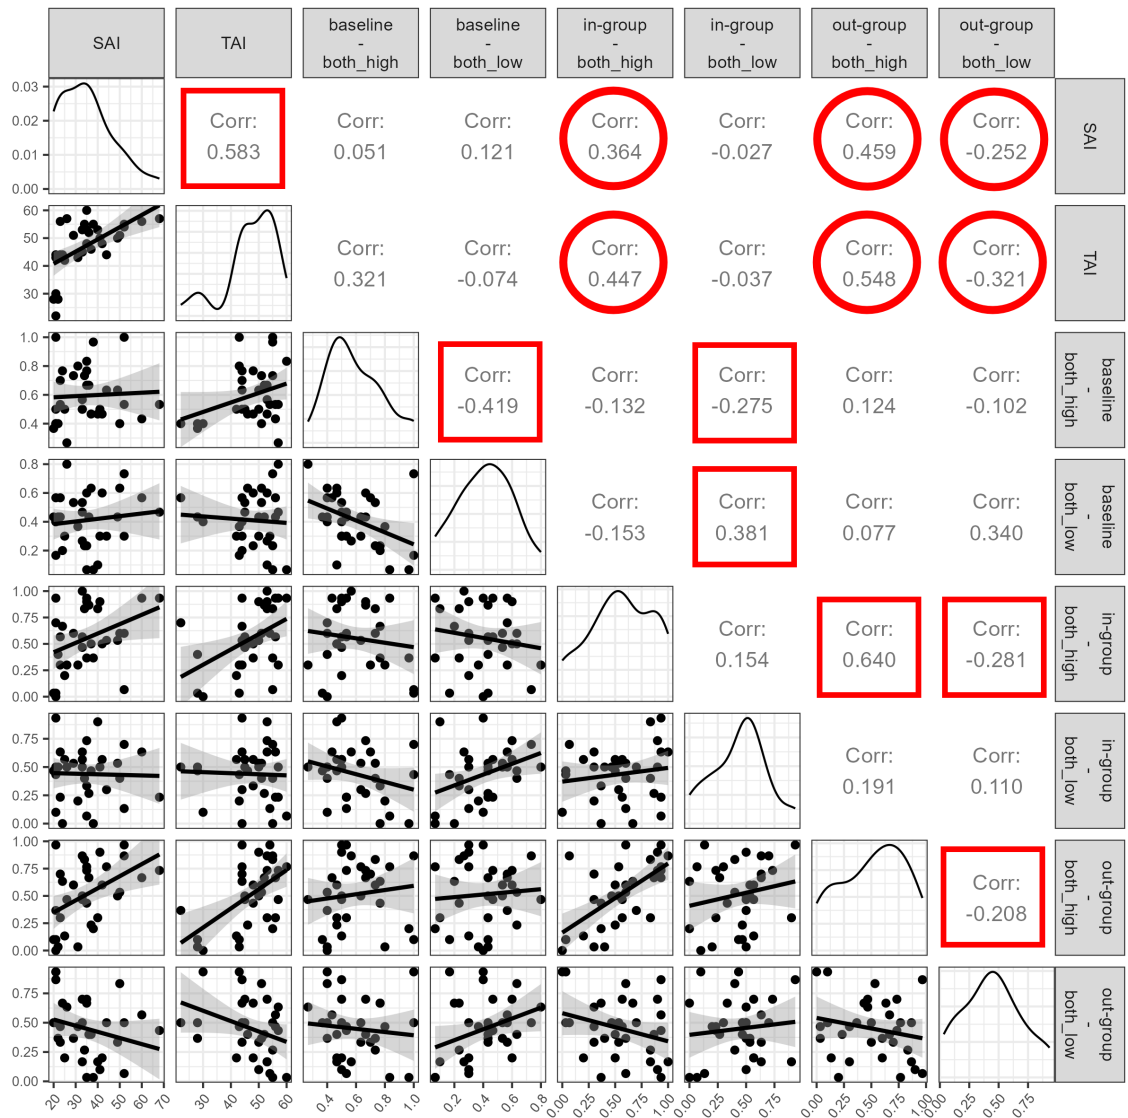 SAI
TAI
baseline
-
both_high
baseline
-
both_low
in-group
-
both_high
in-group
-
both_low
out-group
-
both_high
out-group
-
both_low
0.03
0.02
0.01
0.00
Corr:
0.583
Corr:
0.051
Corr:
0.121
Corr:
0.364
Corr:
-0.027
Corr:
0.459
Corr:
-0.252
SAI
60
50
40
30
Corr:
0.321
Corr:
-0.074
Corr:
0.447
Corr:
-0.037
Corr:
0.548
Corr:
-0.321
TAI
1.0
0.8
0.6
0.4
Corr:
-0.419
Corr:
-0.132
Corr:
-0.275
Corr:
0.124
Corr:
-0.102
baseline
-
both_high
0.8
0.6
0.4
0.2
Corr:
-0.153
Corr:
0.381
Corr:
0.077
Corr:
0.340
baseline
-
both_low
1.00
0.75
0.50
0.25
0.00
Corr:
0.154
Corr:
0.640
Corr:
-0.281
in-group
-
both_high
0.75
0.50
0.25
0.00
Corr:
0.191
Corr:
0.110
in-group
-
both_low
1.00
0.75
0.50
0.25
0.00
Corr:
-0.208
out-group
-
both_high
0.75
0.50
0.25
0.00
out-group
-
both_low
20 30 40 50 60 70
30 40 50 60
0.4 0.6 0.8 1.0
0.2 0.4 0.6 0.8
0.00 0.25 0.50 0.75 1.00
0.00 0.25 0.50 0.75
0.00 0.25 0.50 0.75 1.00
0.00 0.25 0.50 0.75